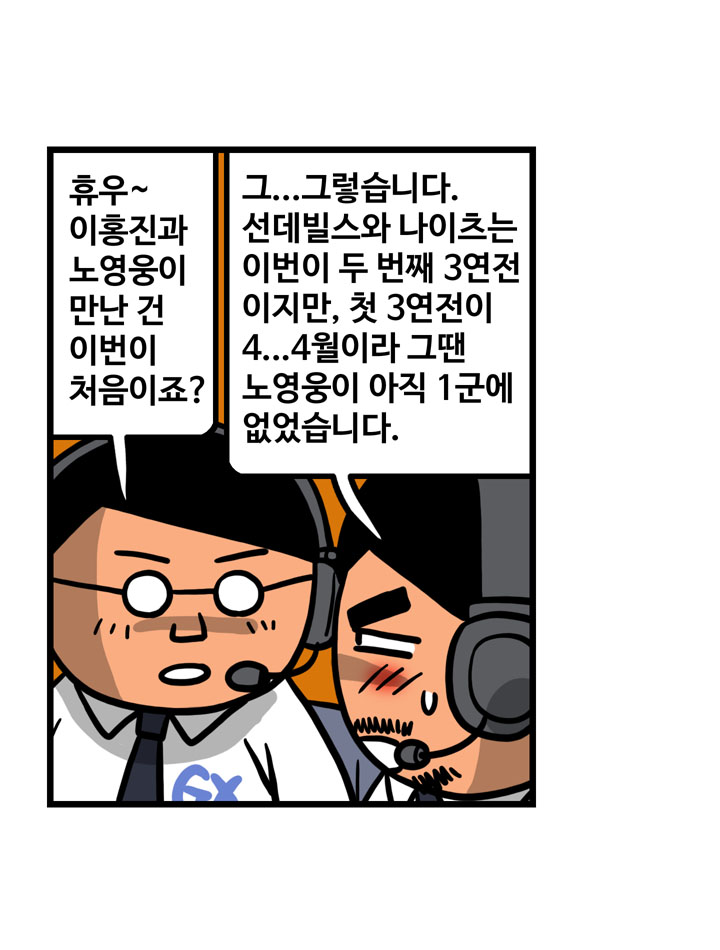 휴우~
이홍진과
노영웅이
만난 건
이번이
처음이죠?
그...그렇습니다.
선데빌스와 나이츠는
이번이 두 번째 3연전
이지만, 첫 3연전이
4...4월이라 그땐
노영웅이 아직 1군에
없었습니다.
EX